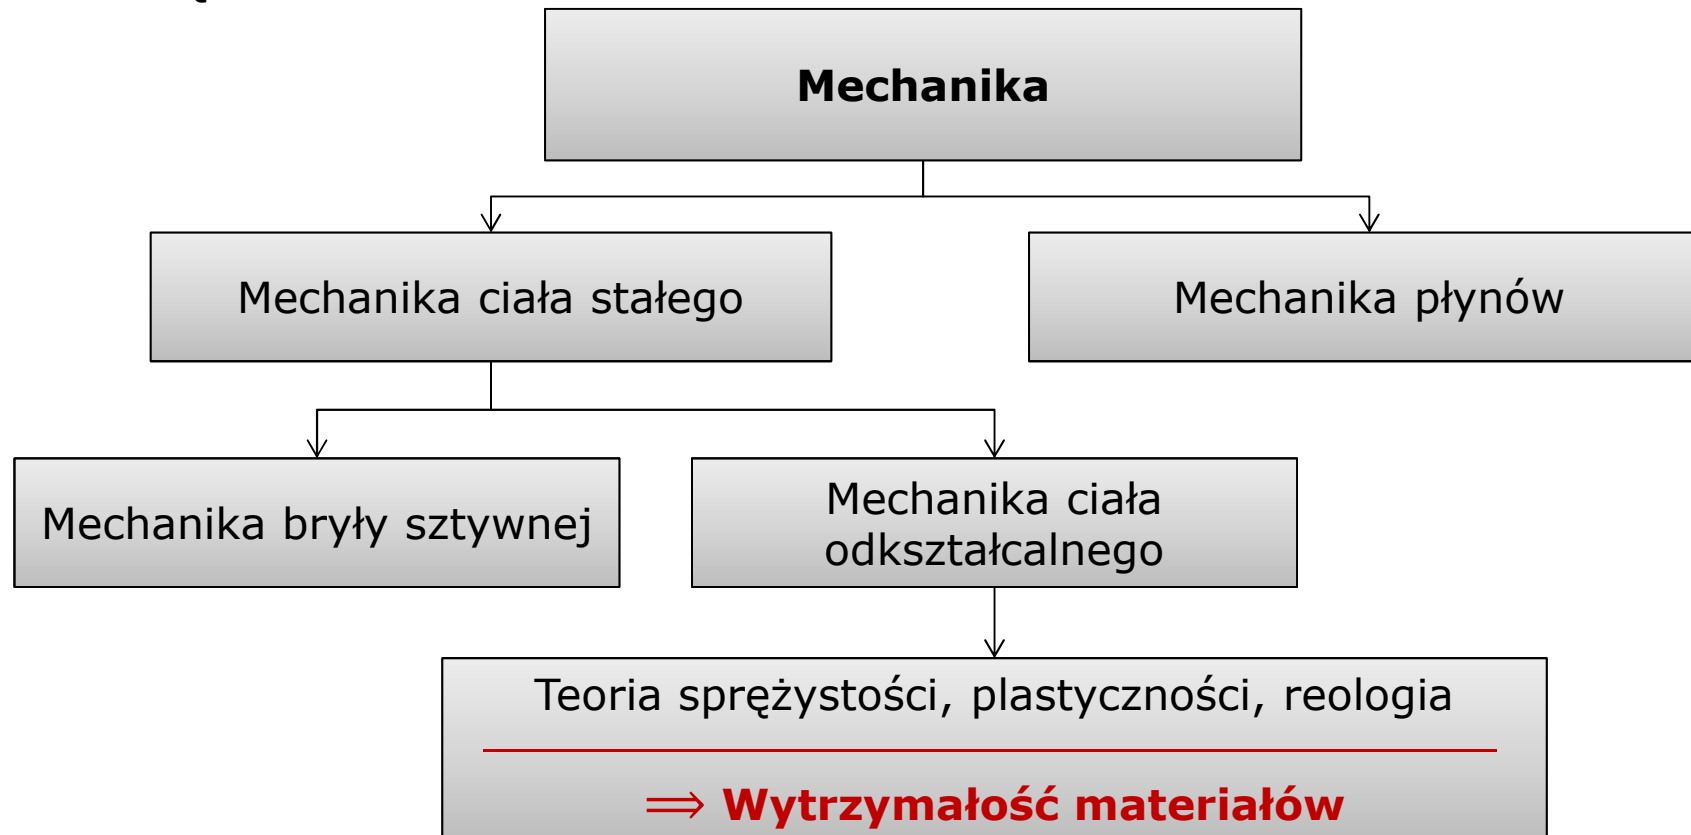 Mechanika
Mechanika ciała stałego
Mechanika płynów
Mechanika bryły sztywnej
Mechanika ciała
odkształcalnego
Teoria sprężystości, plastyczności, reologia
⟹ Wytrzymałość materiałów